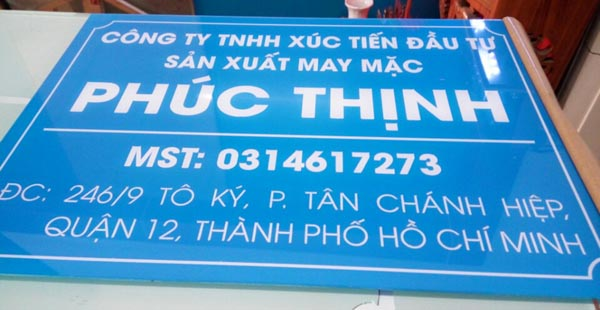 CÔNG TY TNHH XÚC TIẾN ĐẦU TƯ
SẢN XUẤT MAY MẶC
PHÚC THỊNH
MST: 0314617273
ĐC: 246/9 TÔ KÝ, P. TÂN CHÁNH HIỆP,
QUẬN 12, THÀNH PHỐ HỒ CHÍ MINH